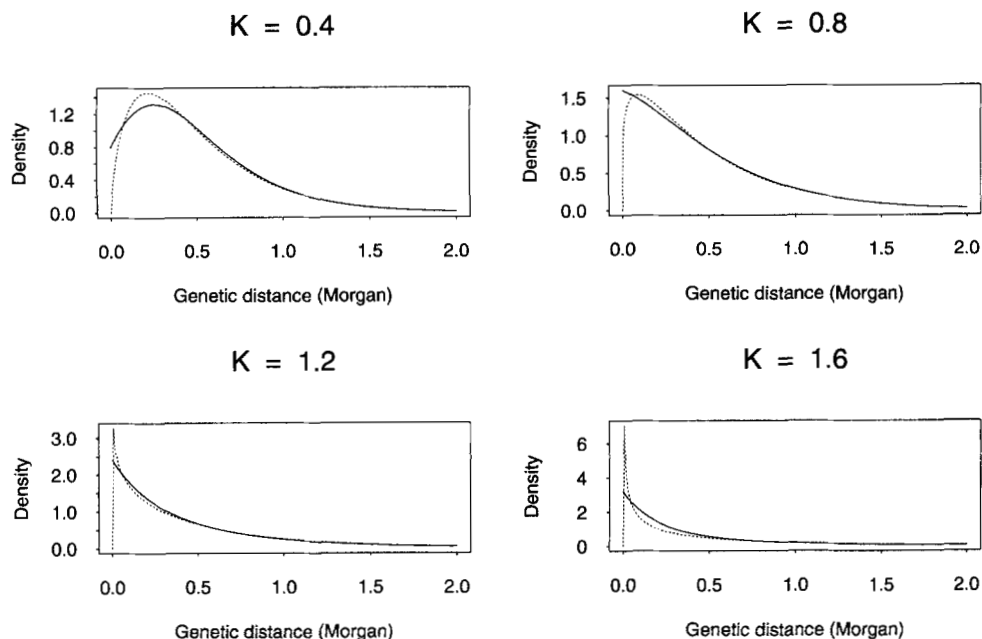 K = 0.4
Density
1.2
0.8
0.4
0.0
0.0 0.5 1.0 1.5 2.0
Genetic distance (Morgan)
K = 0.8
Density
1.5
1.0
0.5
0.0
0.0 0.5 1.0 1.5 2.0
Genetic distance (Morgan)
K = 1.2
Density
3.0
2.0
1.0
0.0
0.0 0.5 1.0 1.5 2.0
Genetic distance (Morgan)
K = 1.6
Density
6
4
2
0
0.0 0.5 1.0 1.5 2.0
Genetic distance (Morgan)